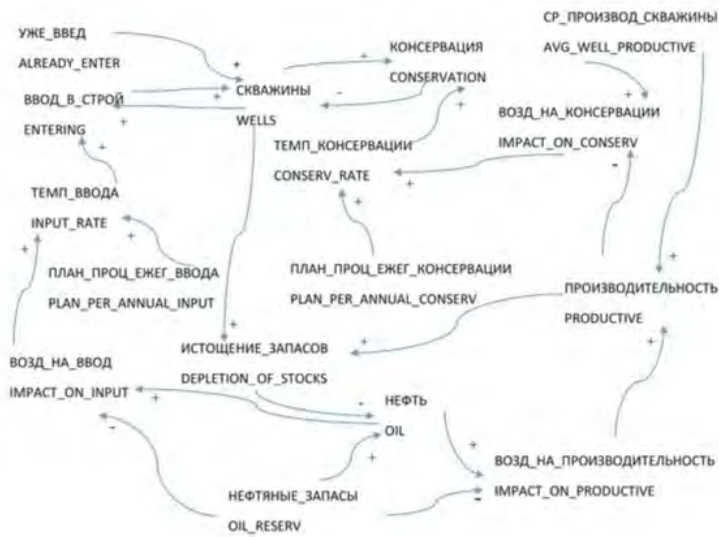 УЖЕ_ВВЕД
ALREADY_ENTER
ВВОД_В_СТРОЙ
ENTERING
СКВАЖИНЫ
WELLS
КОНСЕРВАЦИЯ
CONSERVATION
СР_ПРОИЗВОД_СКВАЖИНЫ
AVG_WELL_PRODUCTIVE
ВОЗД_НА_КОНСЕРВАЦИИ
IMPACT_ON_CONSERV
ТЕМП_КОНСЕРВАЦИИ
CONSERV_RATE
ТЕМП_ВВОДА
INPUT_RATE
ПЛАН_ПРОЦ_ЕЖЕГ_ВВОДА
PLAN_PER_ANNUAL_INPUT
ПЛАН_ПРОЦ_ЕЖЕГ_КОНСЕРВАЦИИ
PLAN_PER_ANNUAL_CONSERV
ПРОИЗВОДИТЕЛЬНОСТЬ
PRODUCTIVE
ИСТОЩЕНИЕ_ЗАПАСОВ
DEPLETION_OF_STOCKS
ВОЗД_НА_ВВОД
IMPACT_ON_INPUT
НЕФТЬ
OIL
ВОЗД_НА_ПРОИЗВОДИТЕЛЬНОСТЬ
IMPACT_ON_PRODUCTIVE
НЕФТЯНЫЕ_ЗАПАСЫ
OIL_RESERV